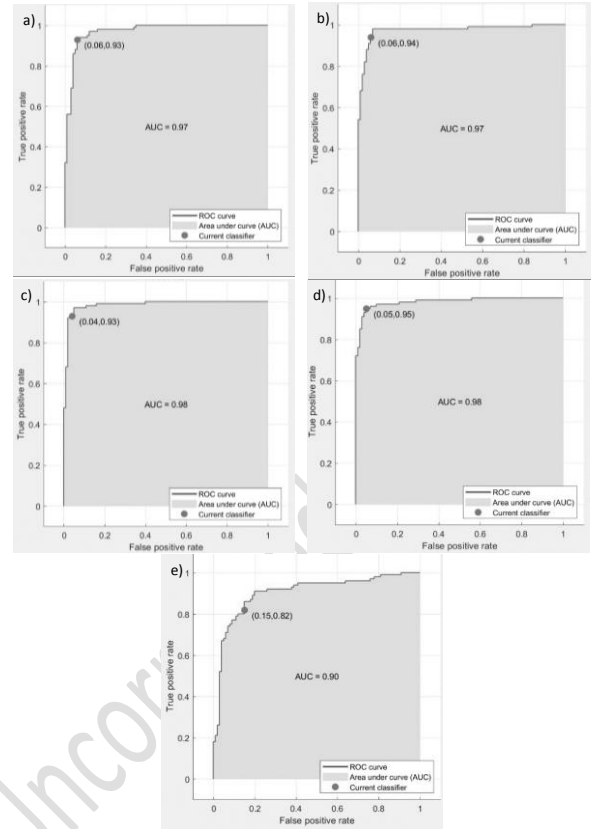 a)
1
0.8
0.6
0.4
0.2
0
True positive rate
(0.06,0.93)
AUC = 0.97
ROC curve
Area under curve (AUC)
Current classifier
0 0.2 0.4 0.6 0.8 1
False positive rate
b)
1
0.8
0.6
0.4
0.2
0
True positive rate
(0.06,0.94)
AUC = 0.97
ROC curve
Area under curve (AUC)
Current classifier
0 0.2 0.4 0.6 0.8 1
False positive rate
c)
1
0.8
0.6
0.4
0.2
0
True positive rate
(0.04,0.93)
AUC = 0.98
ROC curve
Area under curve (AUC)
Current classifier
0 0.2 0.4 0.6 0.8 1
False positive rate
d)
1
0.8
0.6
0.4
0.2
0
True positive rate
(0.05,0.95)
AUC = 0.98
ROC curve
Area under curve (AUC)
Current classifier
0 0.2 0.4 0.6 0.8 1
False positive rate
e)
1
0.8
0.6
0.4
0.2
0
True positive rate
(0.15,0.82)
AUC = 0.90
ROC curve
Area under curve (AUC)
Current classifier
0 0.2 0.4 0.6 0.8 1
False positive rate